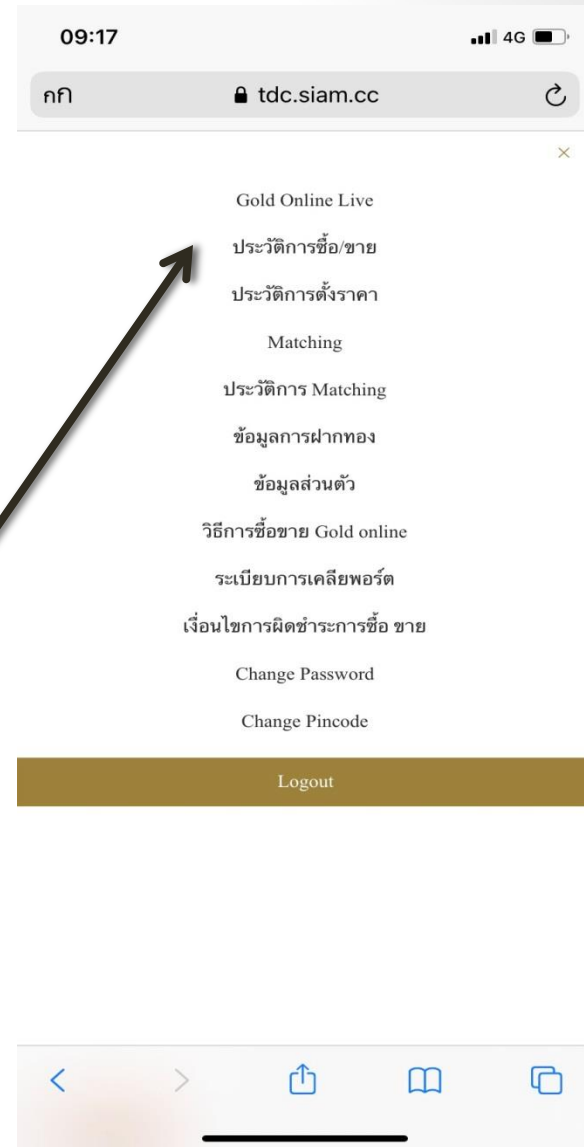 09:17
4G
กก
tdc.siam.cc
Gold Online Live
ประวัติการซื้อ/ขาย
ประวัติการตั้งราคา
Matching
ประวัติการ Matching
ข้อมูลการฝากทอง
ข้อมูลส่วนตัว
วิธีการซื้อขาย Gold online
ระเบียบการเคลียพอร์ต
เงื่อนไขการผิดชำระการซื้อ ขาย
Change Password
Change Pincode
Logout